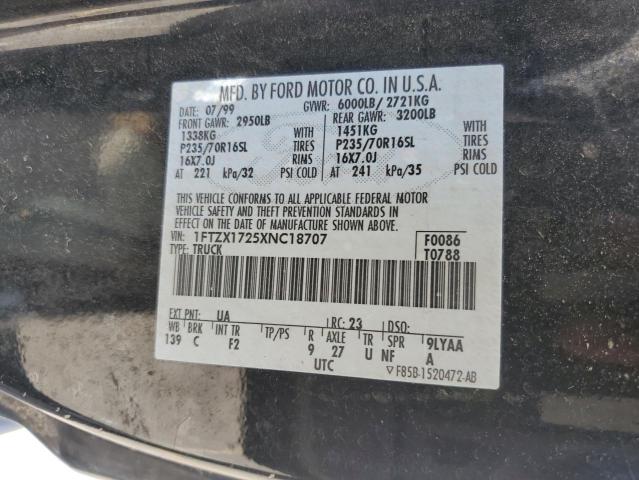 MFD. BY FORD MOTOR CO. IN U.S.A.
DATE: 07/99 GVWR: 6000LB/ 2721KG
FRONT GAWR: 2950LB REAR GAWR: 3200LB
1338KG WITH 1451KG WITH
P235/70R16SL TIRES P235/70R16SL TIRES
16X7.0J RIMS 16X7.0J RIMS
AT 221 kPa/32 PSI COLD AT 241 kPa/35 PSI COLD
THIS VEHICLE CONFORMS TO ALL APPLICABLE FEDERAL MOTOR
VEHICLE SAFETY AND THEFT PREVENTION STANDARDS IN
EFFECT ON THE DATE OF MANUFACTURE SHOWN ABOVE.
VIN: 1FTZX1725XNC18707 F0086
TYPE: TRUCK T0788
EXT PNT: UA RC: 23 DSO:
WB BRK INT TR TP/PS R AXLE TR SPR 9LYAA
139 C F2 9 27 U NF A
UTC ▽F85B-1520472-AB